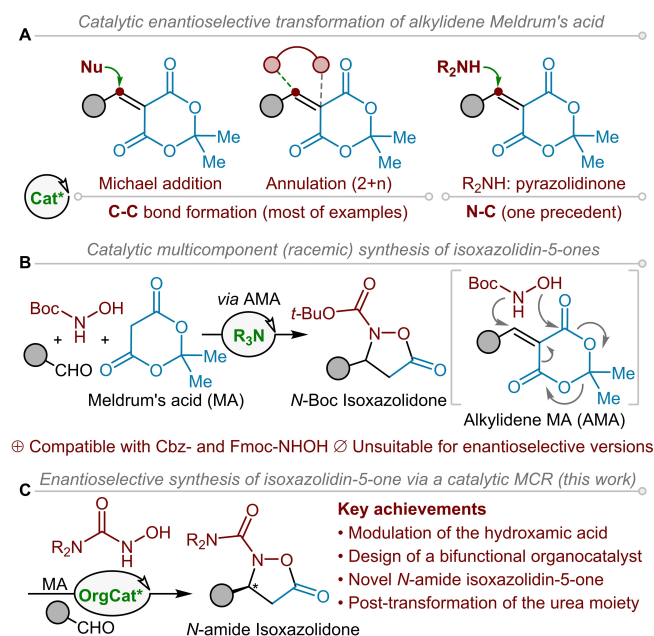 Catalytic enantioselective transformation of alkylidene Meldrum's acid
A
Nu
R2NH
O
O
O
O
O
O
O
O
O
O
O
O
Me
Me
Me
Me
Me
Me
Cat*
Michael addition
Annulation (2+n)
R2NH: pyrazolidinone
C-C bond formation (most of examples)
N-C (one precedent)
Catalytic multicomponent (racemic) synthesis of isoxazolidin-5-ones
B
Boc N H OH
+ +
CHO
O
O
O
O
Me
Me
Meldrum's acid (MA)
via AMA
R3N
t-BuO
O
N O
O
N-Boc Isoxazolidone
Boc N H OH
O
O
O
O
Me
Me
Alkylidene MA (AMA)
⊕ Compatible with Cbz- and Fmoc-NHOH ∅ Unsuitable for enantioselective versions
Enantioselective synthesis of isoxazolidin-5-one via a catalytic MCR (this work)
C
O
R2N N H OH
MA
OrgCat*
CHO
R2N
O
N O
*
O
N-amide Isoxazolidone
Key achievements
• Modulation of the hydroxamic acid
• Design of a bifunctional organocatalyst
• Novel N-amide isoxazolidin-5-one
• Post-transformation of the urea moiety